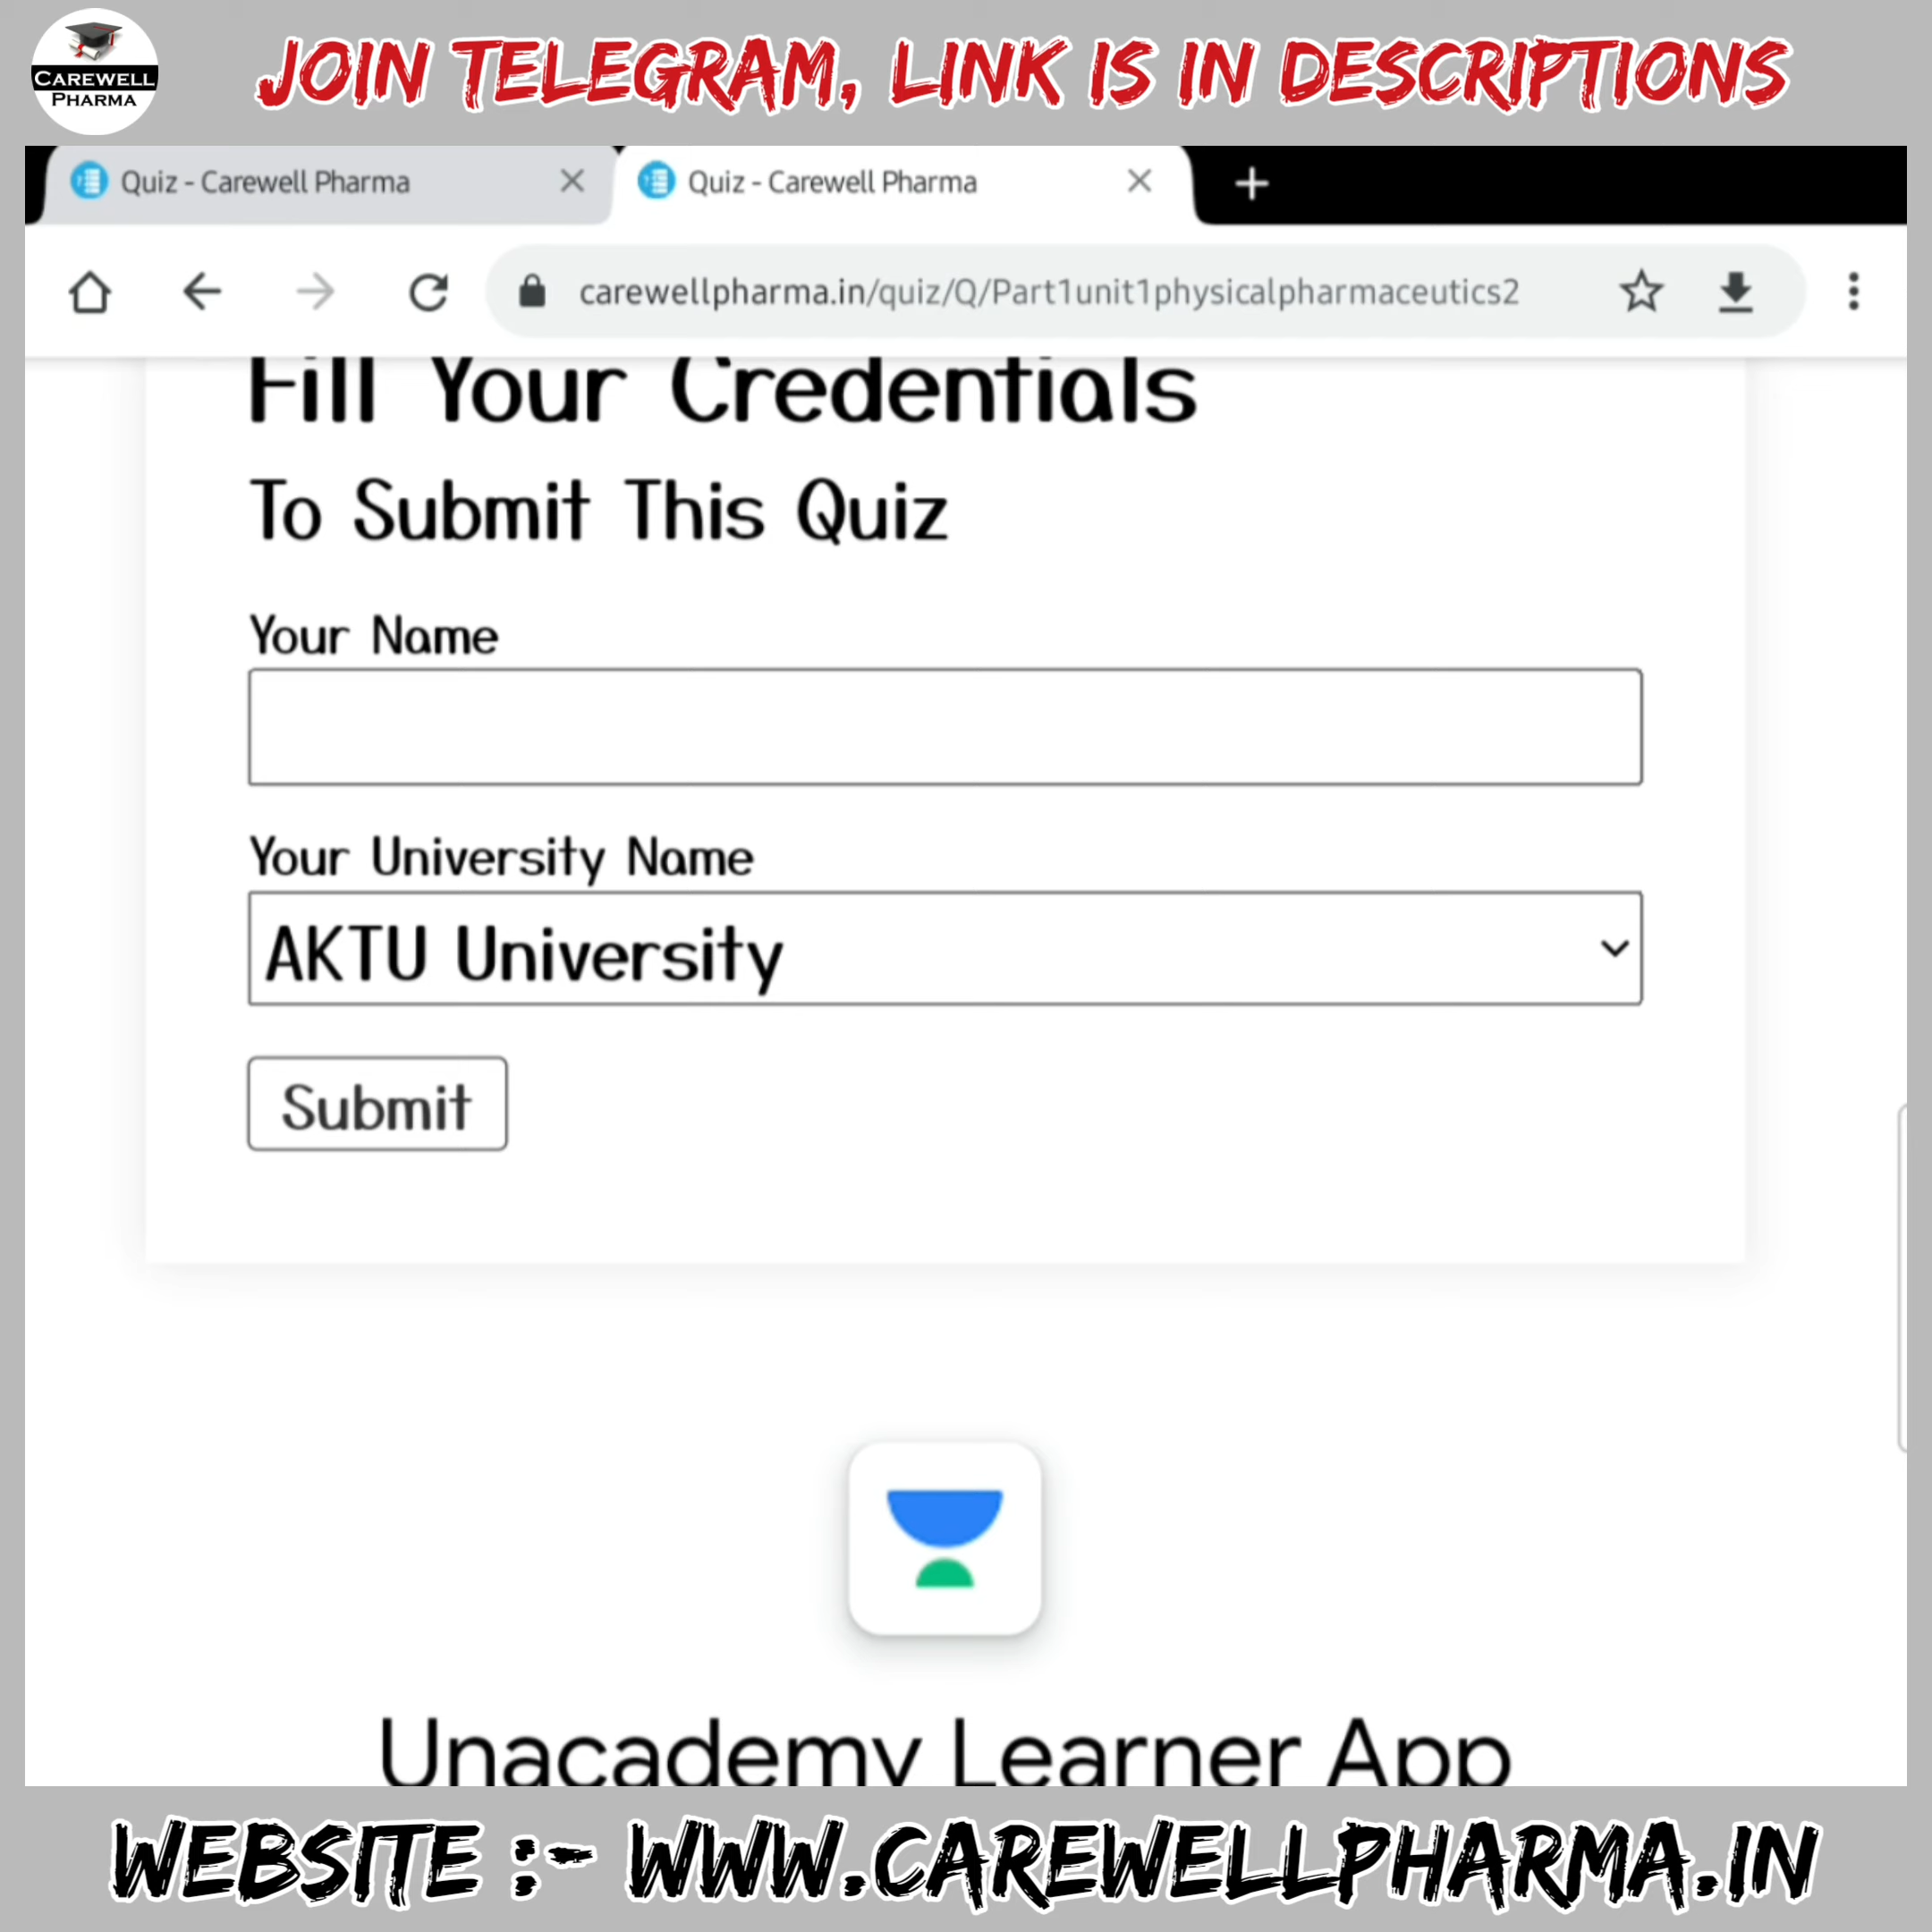 CAREWELL
PHARMA
JOIN TELEGRAM, LINK IS IN DESCRIPTIONS
Quiz - Carewell Pharma
Quiz - Carewell Pharma
carewellpharma.in/quiz/Q/Part1unit1physicalpharmaceutics2
Fill Your Credentials
To Submit This Quiz
Your Name
Your University Name
AKTU University
Submit
Unacademy Learner App
WEBSITE :- WWW.CAREWELLPHARMA.IN